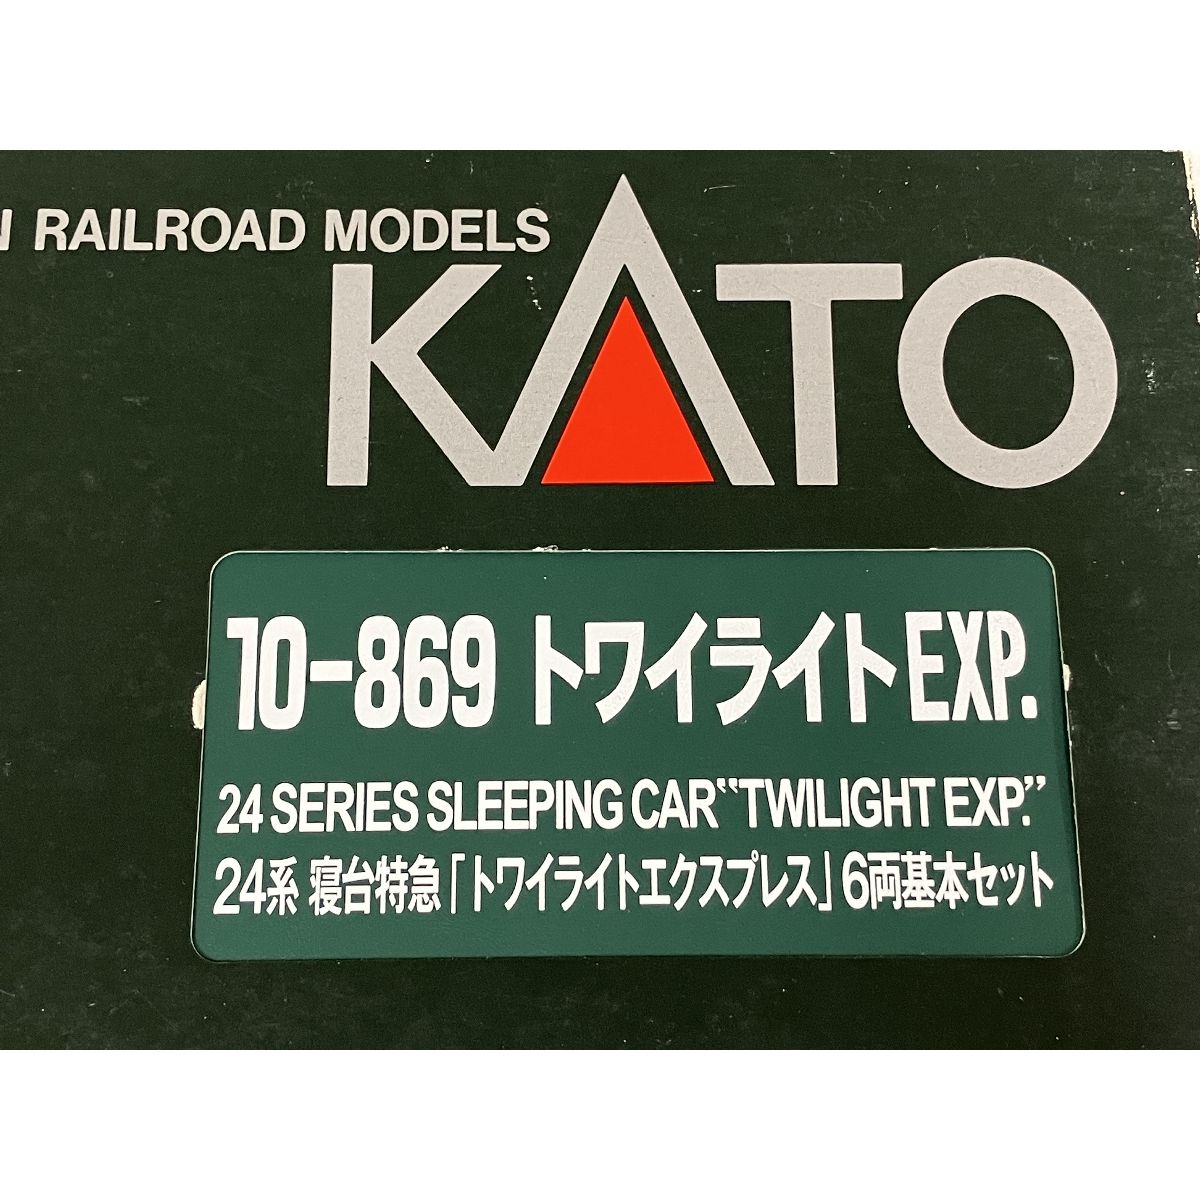 RAILROAD MODELS
KATO
10-869 トワイライトEXP.
24 SERIES SLEEPING CAR“TWILIGHT EXP.”
24系 寝台特急「トワイライトエクスプレス」6両基本セット